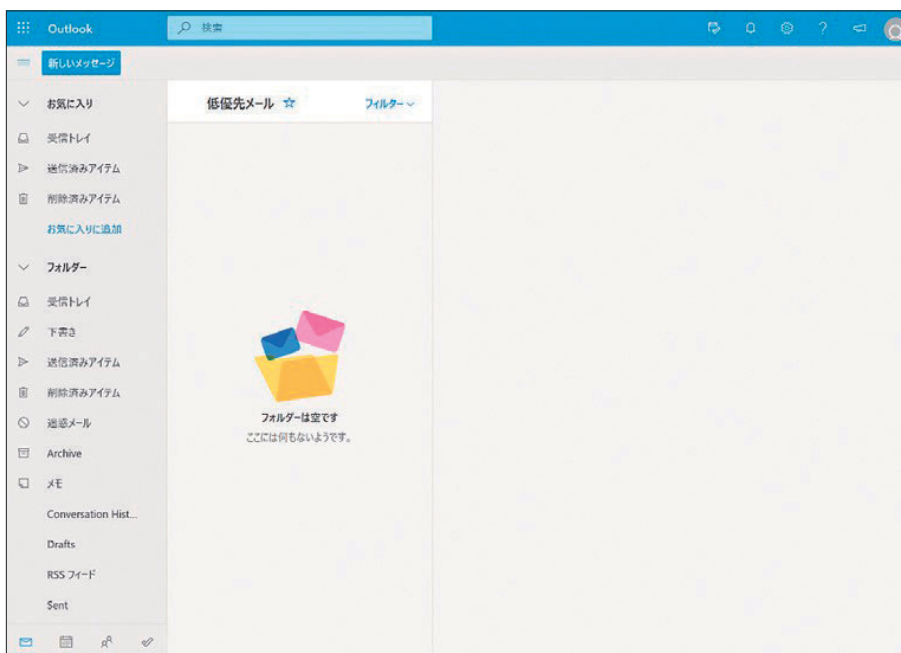 Outlook
検索
新しいメッセージ
お気に入り
受信トレイ
送信済みアイテム
削除済みアイテム
お気に入りに追加
フォルダー
受信トレイ
下書き
送信済みアイテム
削除済みアイテム
迷惑メール
Archive
メモ
Conversation Hist...
Drafts
RSS フィード
Sent
低優先メール
フィルター
フォルダーは空です
ここには何もないようです。